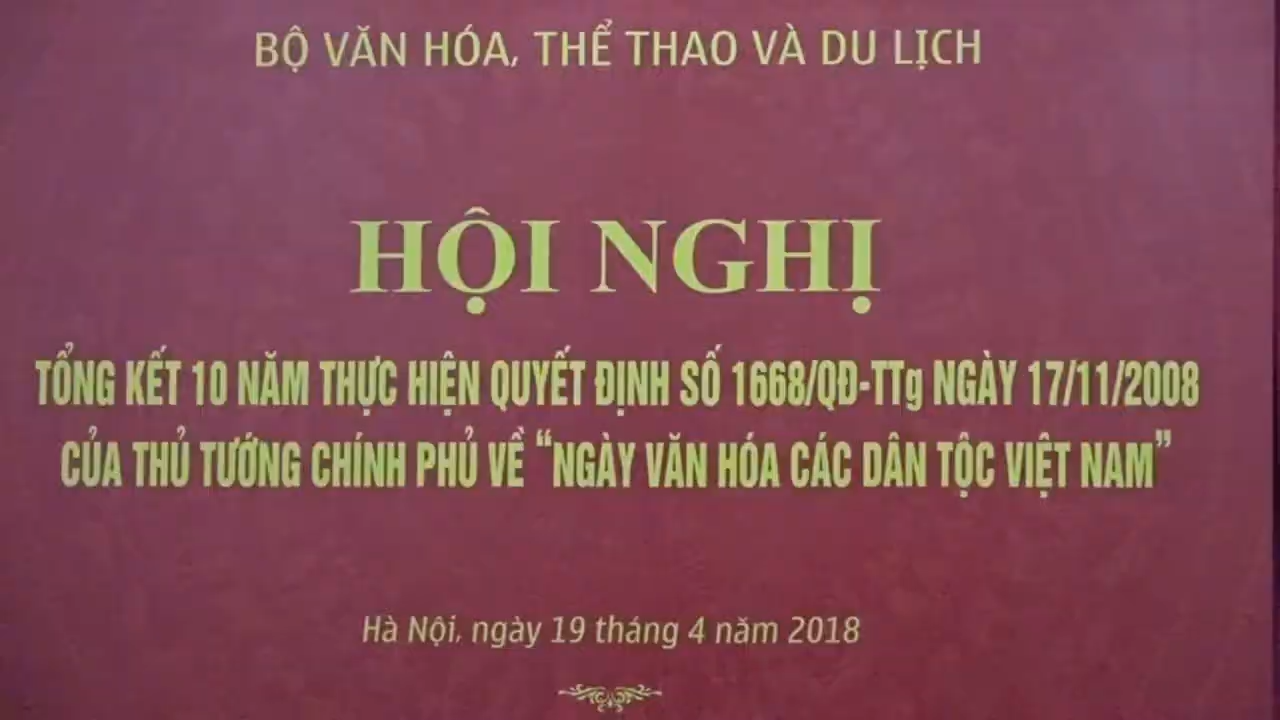 BỘ VĂN HÓA, THỂ THAO VÀ DU LỊCH
HỘI NGHỊ
TỔNG KẾT 10 NĂM THỰC HIỆN QUYẾT ĐỊNH SỐ 1668/QĐ-TTg NGÀY 17/11/2008
CỦA THỦ TƯỚNG CHÍNH PHỦ VỀ “NGÀY VĂN HÓA CÁC DÂN TỘC VIỆT NAM”
Hà Nội, ngày 19 tháng 4 năm 2018